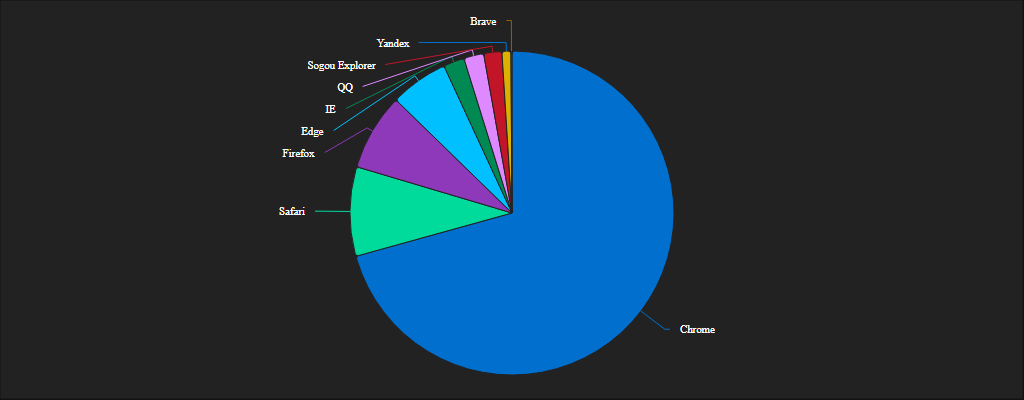 Brave
Yandex
Sogou Explorer
QQ
IE
Edge
Firefox
Safari
Chrome